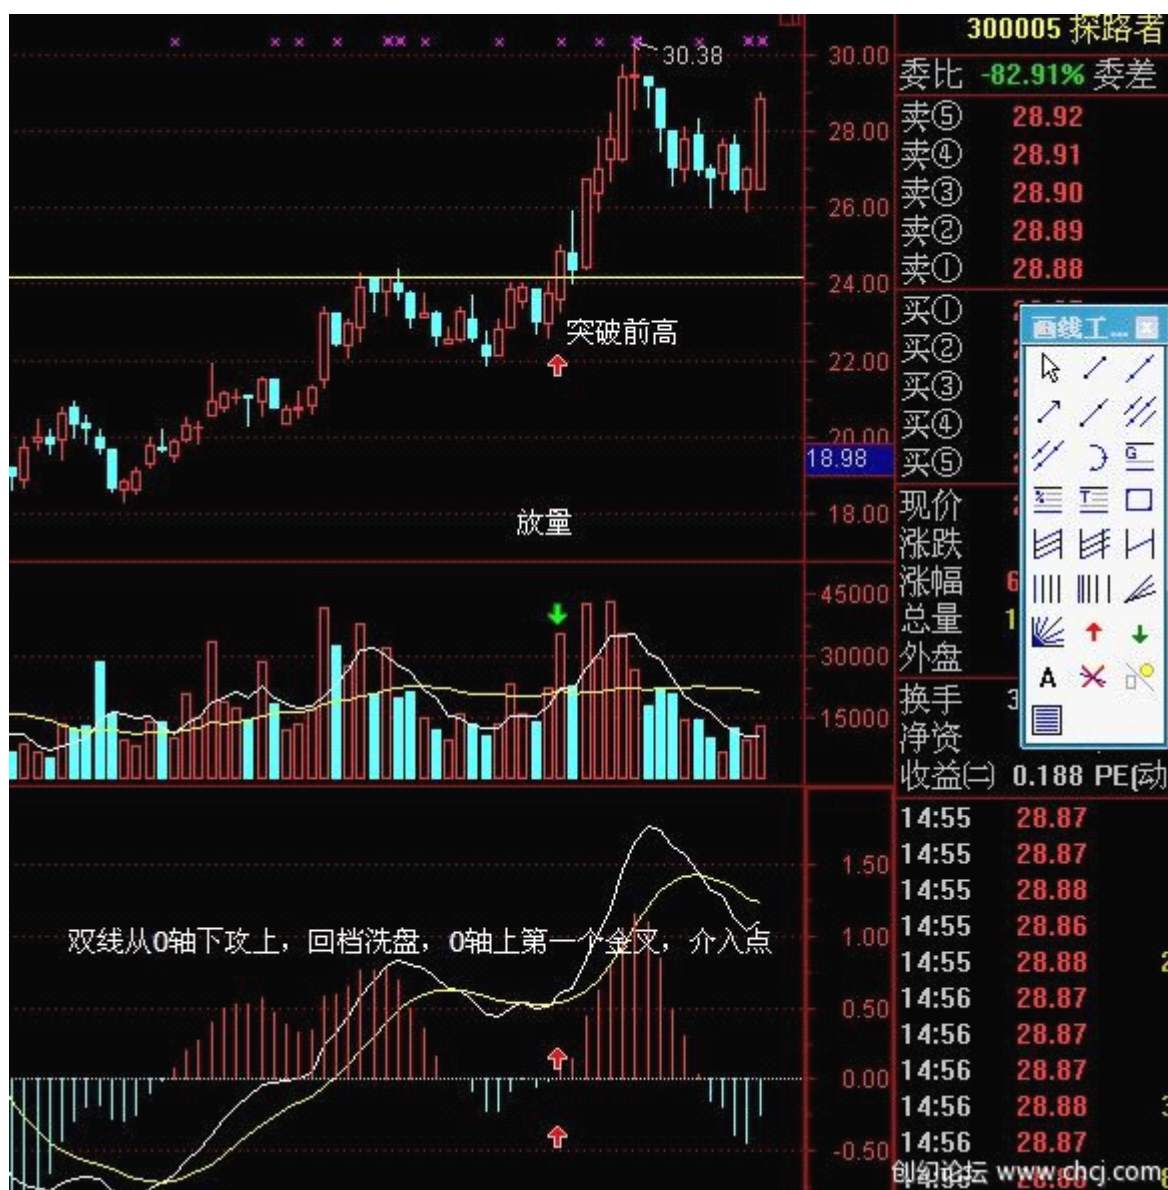 300005 探路者
委比 -82.91% 委差
卖⑤ 28.92
卖④ 28.91
卖③ 28.90
卖② 28.89
卖① 28.88
买①
买②
买③
买④
买⑤
现价
涨跌
涨幅 6
总量 1
外盘
换手 3
净资
收益㈡ 0.188 PE(动
14:55 28.87
14:55 28.87
14:55 28.88
14:55 28.86
14:55 28.88
14:56 28.87
14:56 28.87
14:56 28.87
14:56 28.88
14:56 28.87
画线工...
G
%
T
A
30.38
30.00
28.00
26.00
24.00
22.00
20.00
18.98
18.00
突破前高
放量
45000
30000
15000
双线从0轴下攻上，回档洗盘，0轴上第一个金叉，介入点
1.50
1.00
0.50
0.00
-0.50
创幻论坛 www.chcj.com